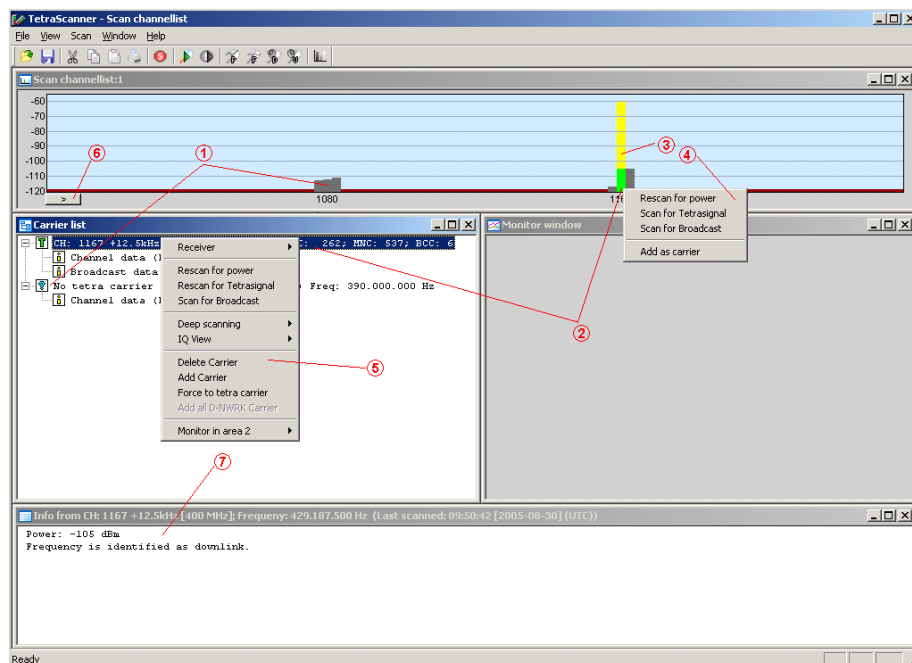 TetraScanner - Scan channellist
File View Scan Window Help
Scan channellist:1
-60
-70
-80
-90
-100
-110
-120
>
1080
116
6
1
3
4
Rescan for power
Scan for Tetrasignal
Scan for Broadcast
Add as carrier
Carrier list
Monitor window
CH: 1167 +12.5kHz C: 262; MNC: 537; BCC: 6
Channel data (
Broadcast data
No tetra carrier Freq: 390.000.000 Hz
Channel data (
Receiver
Rescan for power
Rescan for Tetrasignal
Scan for Broadcast
Deep scanning
IQ View
Delete Carrier
Add Carrier
Force to tetra carrier
Add all D-NWRK Carrier
Monitor in area 2
2
5
7
Info from CH: 1167 +12.5kHz [400 MHz]; Frequeny: 429.187.500 Hz (Last scanned: 09:50:42 [2005-08-30] (UTC))
Power: -105 dBm
Frequency is identified as downlink.
Ready